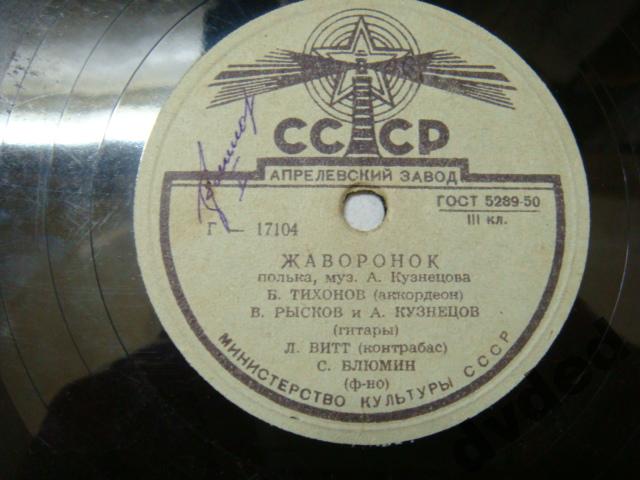 СССР
АПРЕЛЕВСКИЙ ЗАВОД
ГОСТ 5289-50
III кл.
Г — 17104
ЖАВОРОНОК
полька, муз. А. Кузнецова
Б. ТИХОНОВ (аккордеон)
В. РЫСКОВ и А. КУЗНЕЦОВ
(гитары)
Л. ВИТТ (контрабас)
С. БЛЮМИН
(ф-но)
МИНИСТЕРСТВО КУЛЬТУРЫ СССР
dvded